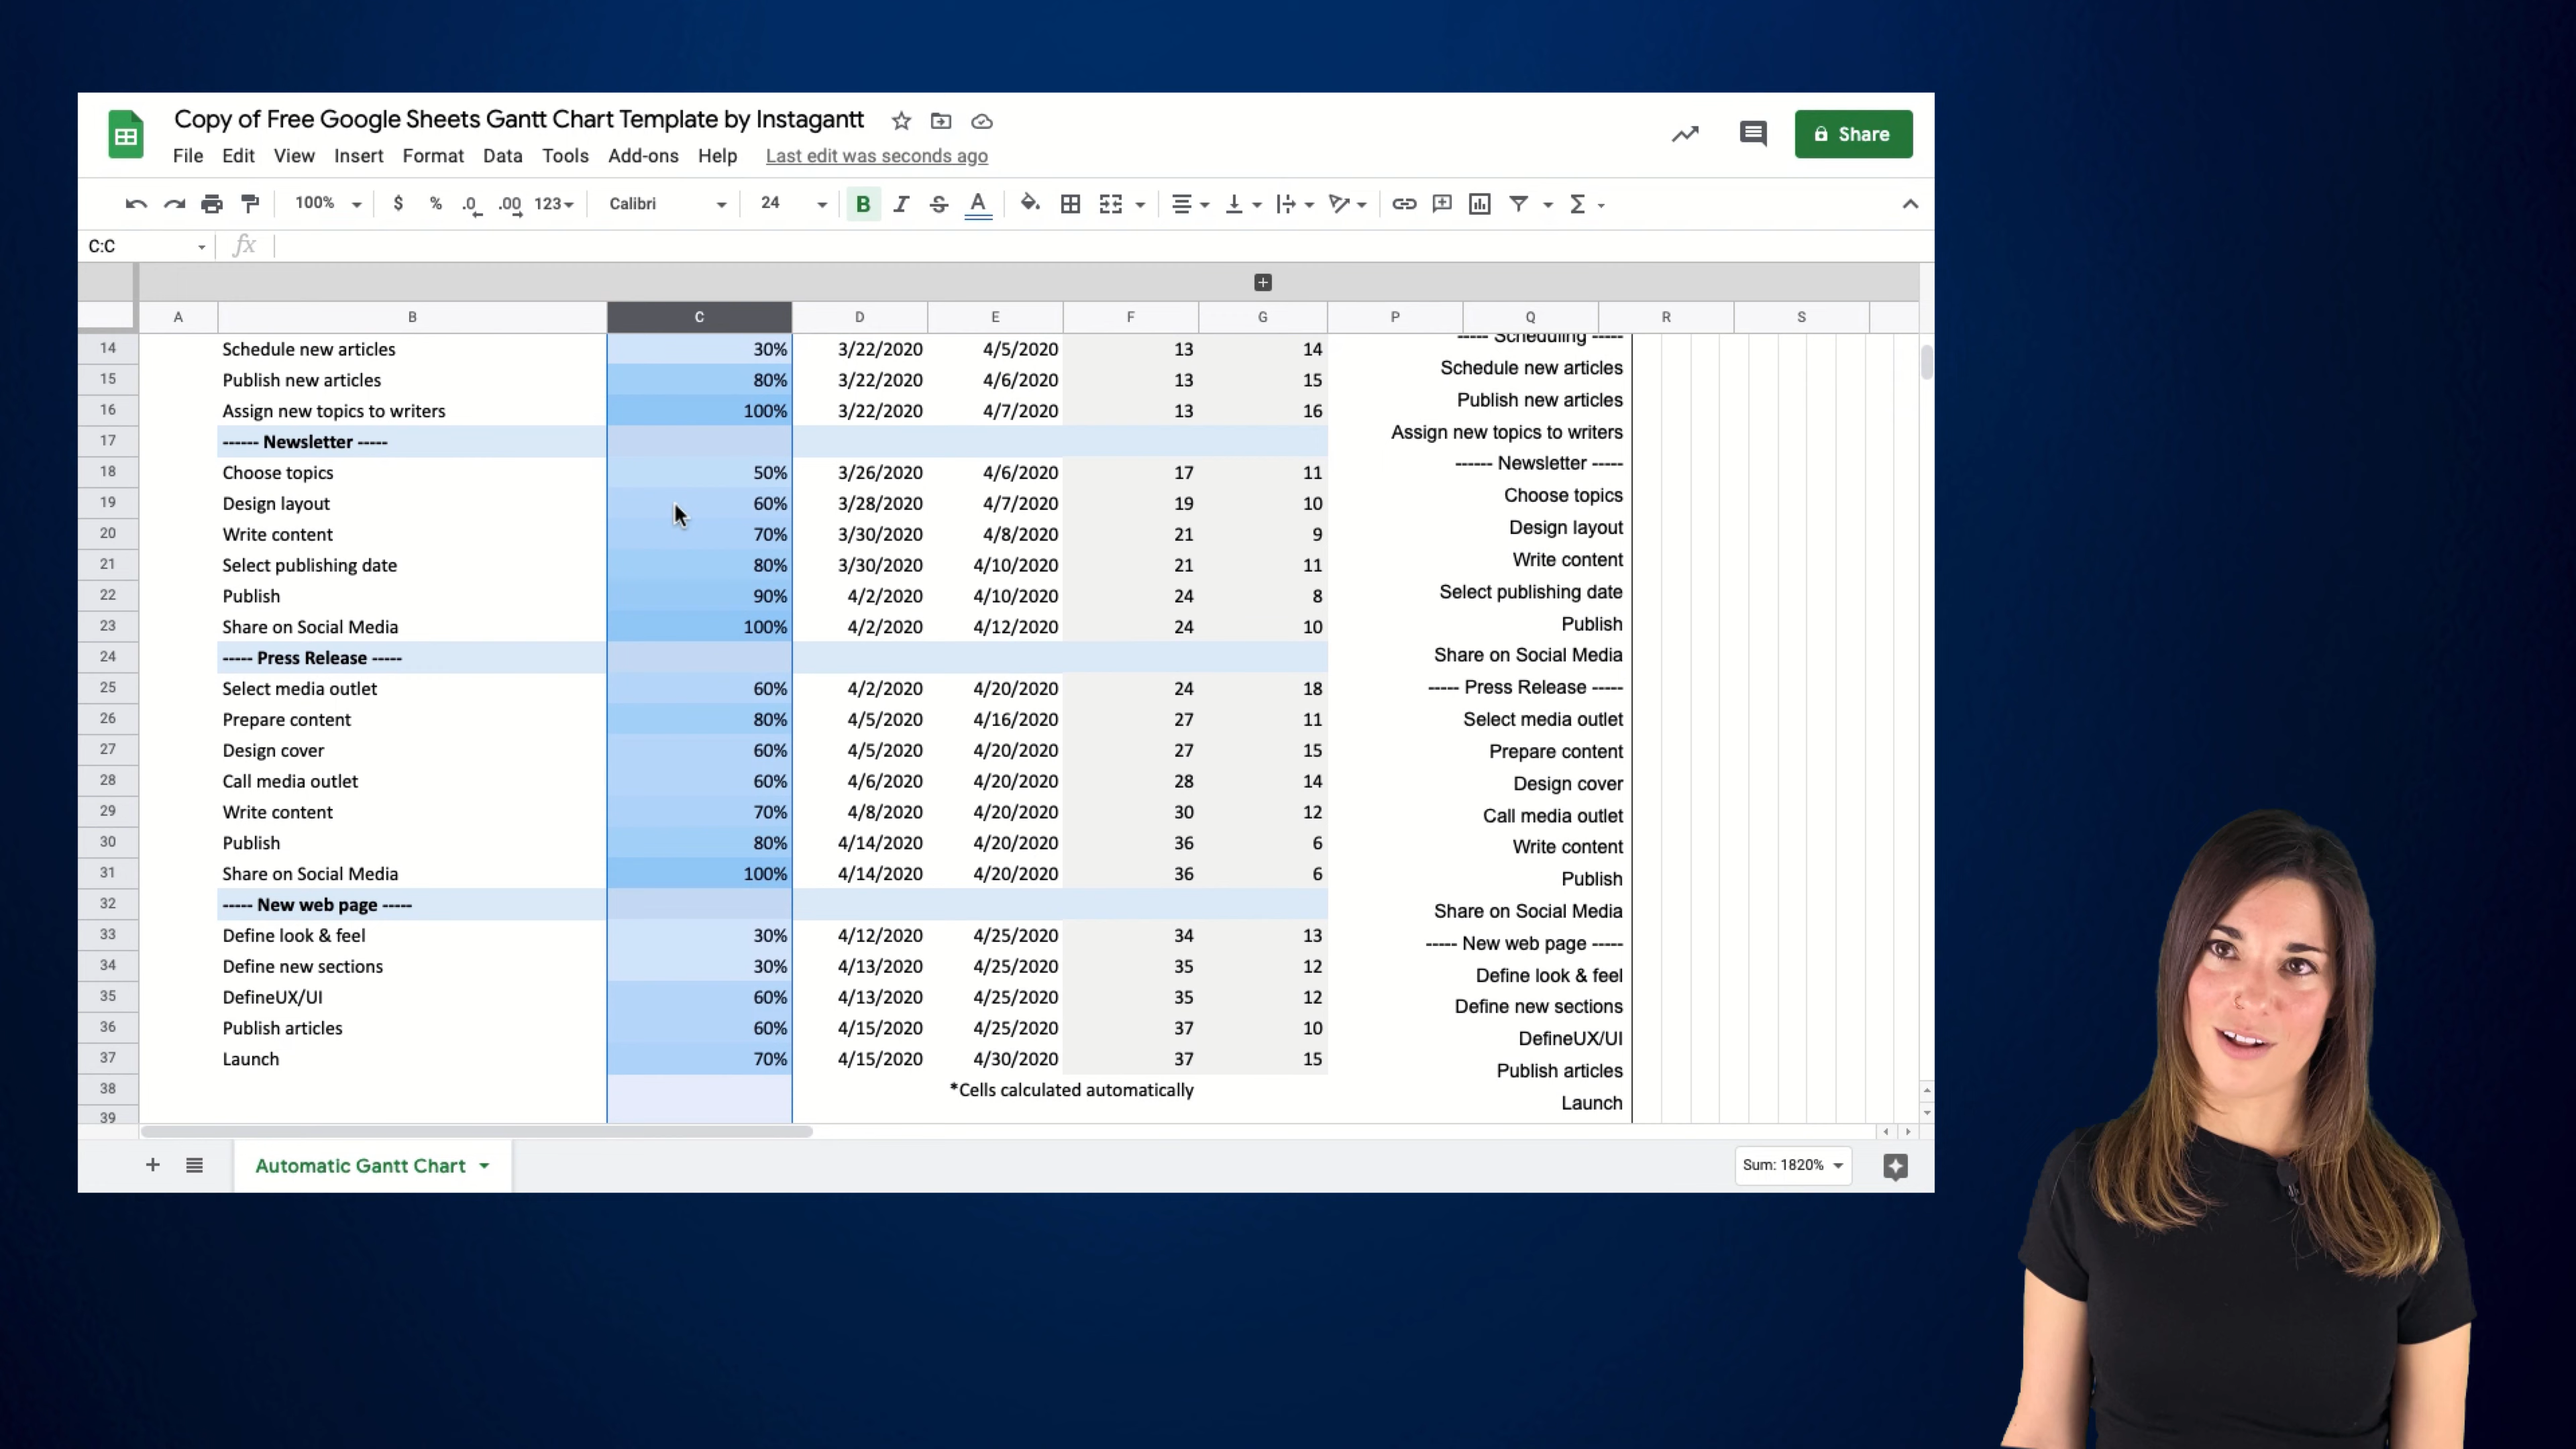 Copy of Free Google Sheets Gantt Chart Template by Instagantt
Share
File Edit View Insert Format Data Tools Add-ons Help Last edit was seconds ago
100% $ % .0 .00 123 Calibri 24 B I S A
C:C fx
A B C D E F G P Q R S
----- Scheduling -----
14 Schedule new articles 30% 3/22/2020 4/5/2020 13 14
Schedule new articles
15 Publish new articles 80% 3/22/2020 4/6/2020 13 15
Publish new articles
16 Assign new topics to writers 100% 3/22/2020 4/7/2020 13 16
Assign new topics to writers
17 ------ Newsletter -----
------ Newsletter -----
18 Choose topics 50% 3/26/2020 4/6/2020 17 11
Choose topics
19 Design layout 60% 3/28/2020 4/7/2020 19 10
Design layout
20 Write content 70% 3/30/2020 4/8/2020 21 9
Write content
21 Select publishing date 80% 3/30/2020 4/10/2020 21 11
Select publishing date
22 Publish 90% 4/2/2020 4/10/2020 24 8
Publish
23 Share on Social Media 100% 4/2/2020 4/12/2020 24 10
Share on Social Media
24 ----- Press Release -----
----- Press Release -----
25 Select media outlet 60% 4/2/2020 4/20/2020 24 18
Select media outlet
26 Prepare content 80% 4/5/2020 4/16/2020 27 11
Prepare content
27 Design cover 60% 4/5/2020 4/20/2020 27 15
Design cover
28 Call media outlet 60% 4/6/2020 4/20/2020 28 14
Call media outlet
29 Write content 70% 4/8/2020 4/20/2020 30 12
Write content
30 Publish 80% 4/14/2020 4/20/2020 36 6
Publish
31 Share on Social Media 100% 4/14/2020 4/20/2020 36 6
Share on Social Media
32 ----- New web page -----
----- New web page -----
33 Define look & feel 30% 4/12/2020 4/25/2020 34 13
Define look & feel
34 Define new sections 30% 4/13/2020 4/25/2020 35 12
Define new sections
35 DefineUX/UI 60% 4/13/2020 4/25/2020 35 12
DefineUX/UI
36 Publish articles 60% 4/15/2020 4/25/2020 37 10
Publish articles
37 Launch 70% 4/15/2020 4/30/2020 37 15
Launch
38 *Cells calculated automatically
39
Automatic Gantt Chart
Sum: 1820%